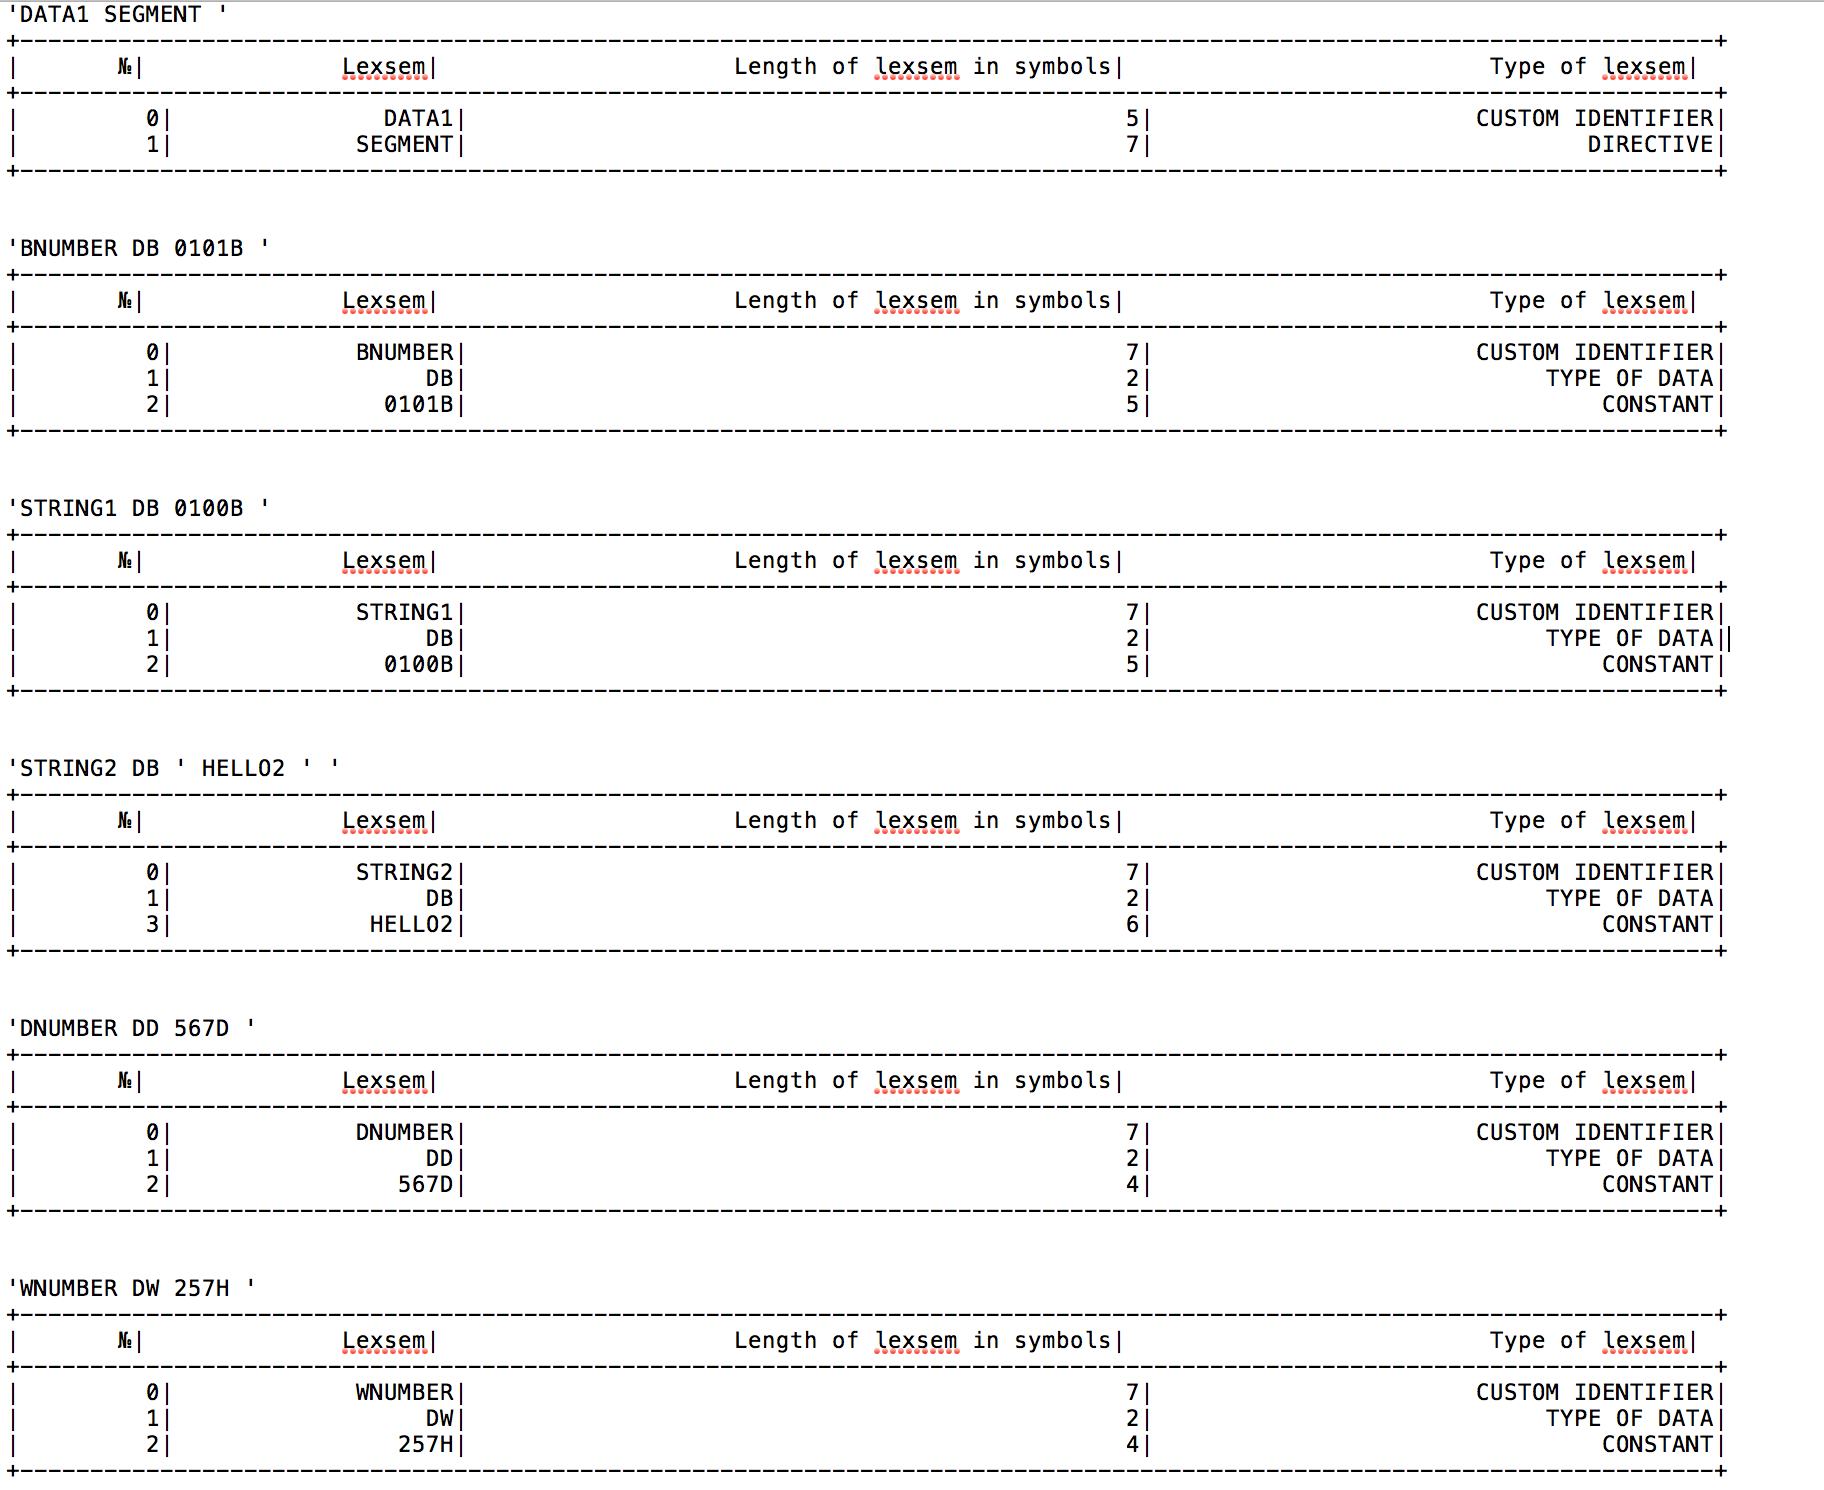 'DATA1 SEGMENT '
+-------------------------------------------------------------------------------------------------------------------------+
| №| Lexsem| Length of lexsem in symbols| Type of lexsem|
+-------------------------------------------------------------------------------------------------------------------------+
| 0| DATA1| 5| CUSTOM IDENTIFIER|
| 1| SEGMENT| 7| DIRECTIVE|
+-------------------------------------------------------------------------------------------------------------------------+
'BNUMBER DB 0101B '
+-------------------------------------------------------------------------------------------------------------------------+
| №| Lexsem| Length of lexsem in symbols| Type of lexsem|
+-------------------------------------------------------------------------------------------------------------------------+
| 0| BNUMBER| 7| CUSTOM IDENTIFIER|
| 1| DB| 2| TYPE OF DATA|
| 2| 0101B| 5| CONSTANT|
+-------------------------------------------------------------------------------------------------------------------------+
'STRING1 DB 0100B '
+-------------------------------------------------------------------------------------------------------------------------+
| №| Lexsem| Length of lexsem in symbols| Type of lexsem|
+-------------------------------------------------------------------------------------------------------------------------+
| 0| STRING1| 7| CUSTOM IDENTIFIER|
| 1| DB| 2| TYPE OF DATA|
| 2| 0100B| 5| CONSTANT|
+-------------------------------------------------------------------------------------------------------------------------+
'STRING2 DB ' HELLO2 ' '
+-------------------------------------------------------------------------------------------------------------------------+
| №| Lexsem| Length of lexsem in symbols| Type of lexsem|
+-------------------------------------------------------------------------------------------------------------------------+
| 0| STRING2| 7| CUSTOM IDENTIFIER|
| 1| DB| 2| TYPE OF DATA|
| 3| HELLO2| 6| CONSTANT|
+-------------------------------------------------------------------------------------------------------------------------+
'DNUMBER DD 567D '
+-------------------------------------------------------------------------------------------------------------------------+
| №| Lexsem| Length of lexsem in symbols| Type of lexsem|
+-------------------------------------------------------------------------------------------------------------------------+
| 0| DNUMBER| 7| CUSTOM IDENTIFIER|
| 1| DD| 2| TYPE OF DATA|
| 2| 567D| 4| CONSTANT|
+-------------------------------------------------------------------------------------------------------------------------+
'WNUMBER DW 257H '
+-------------------------------------------------------------------------------------------------------------------------+
| №| Lexsem| Length of lexsem in symbols| Type of lexsem|
+-------------------------------------------------------------------------------------------------------------------------+
| 0| WNUMBER| 7| CUSTOM IDENTIFIER|
| 1| DW| 2| TYPE OF DATA|
| 2| 257H| 4| CONSTANT|
+-------------------------------------------------------------------------------------------------------------------------+